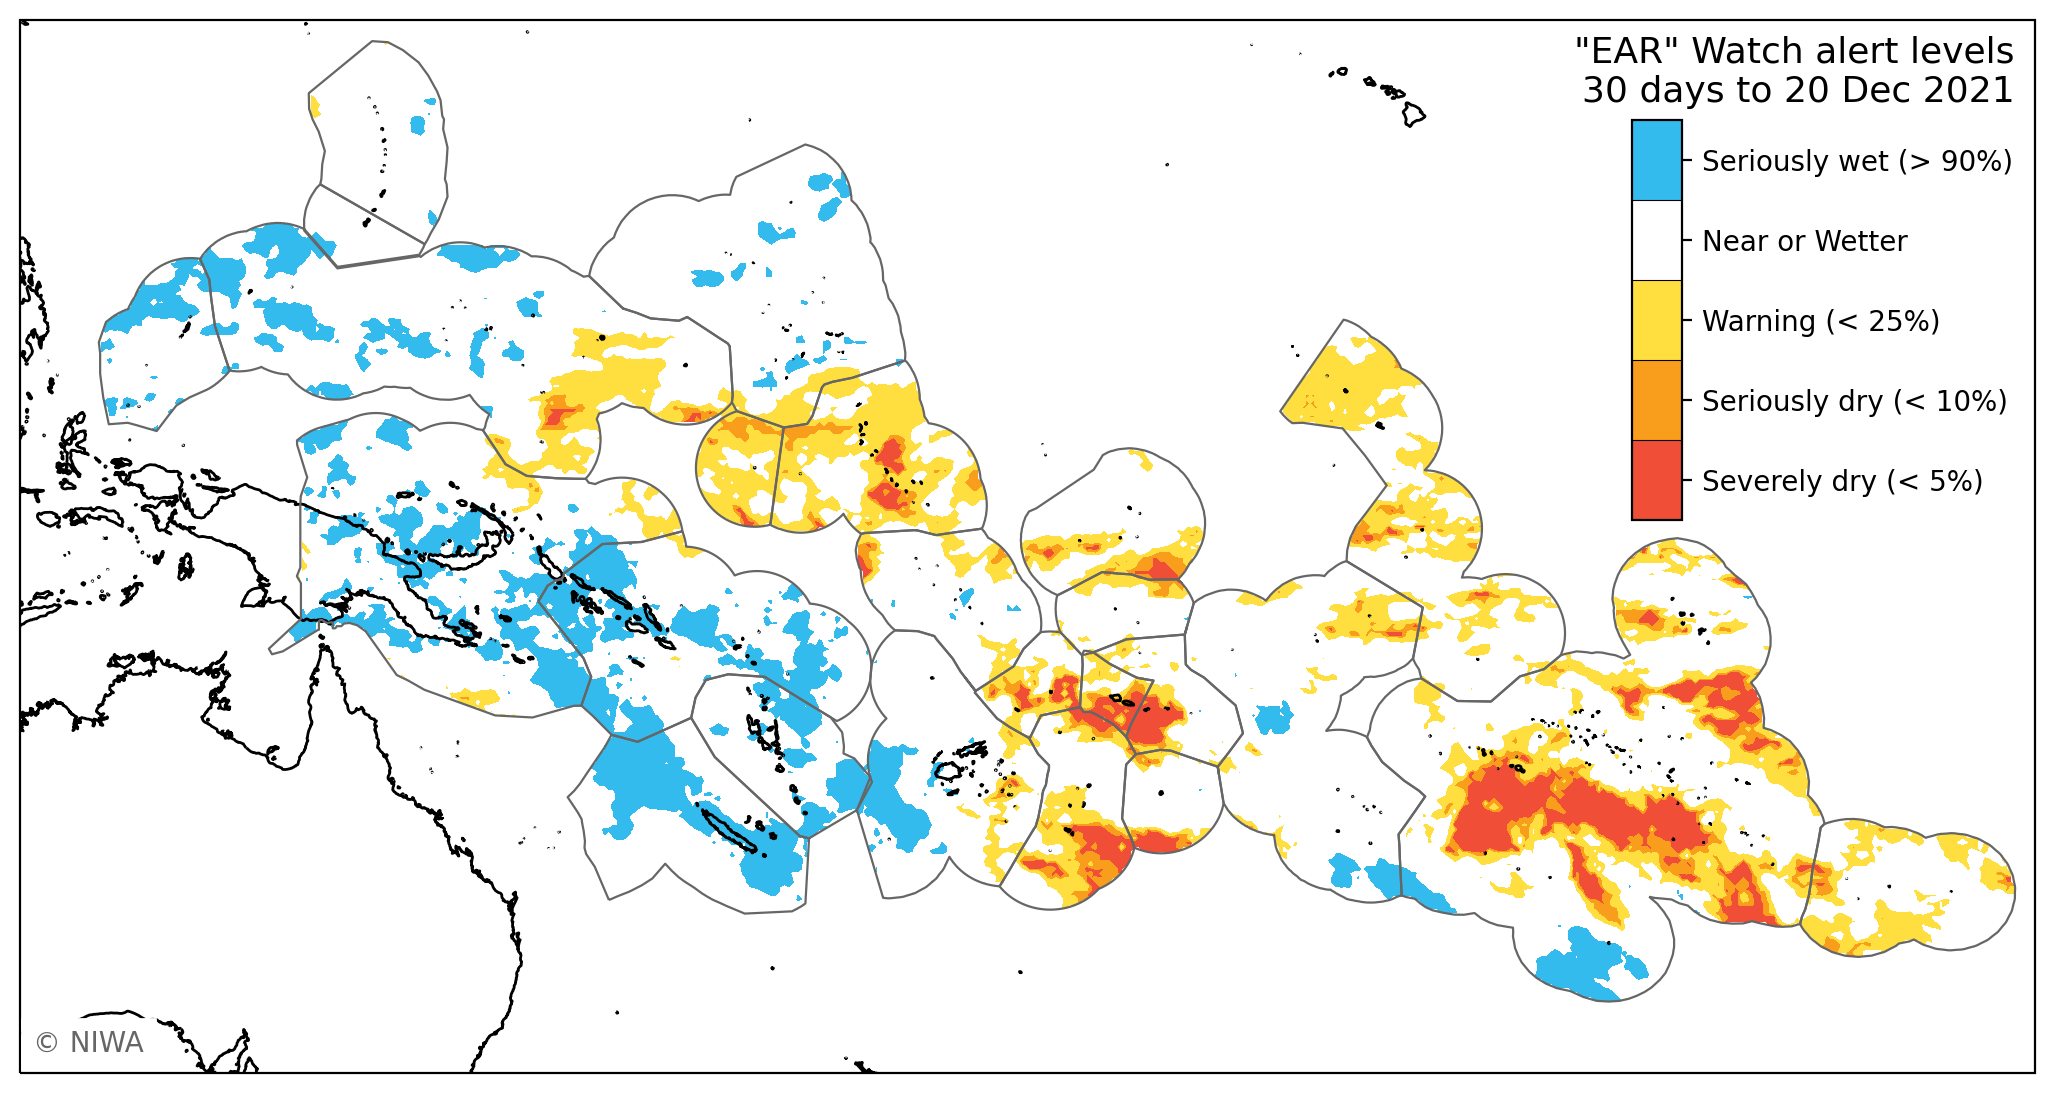 "EAR" Watch alert levels
30 days to 20 Dec 2021
Seriously wet (> 90%)
Near or Wetter
Warning (< 25%)
Seriously dry (< 10%)
Severely dry (< 5%)
© NIWA